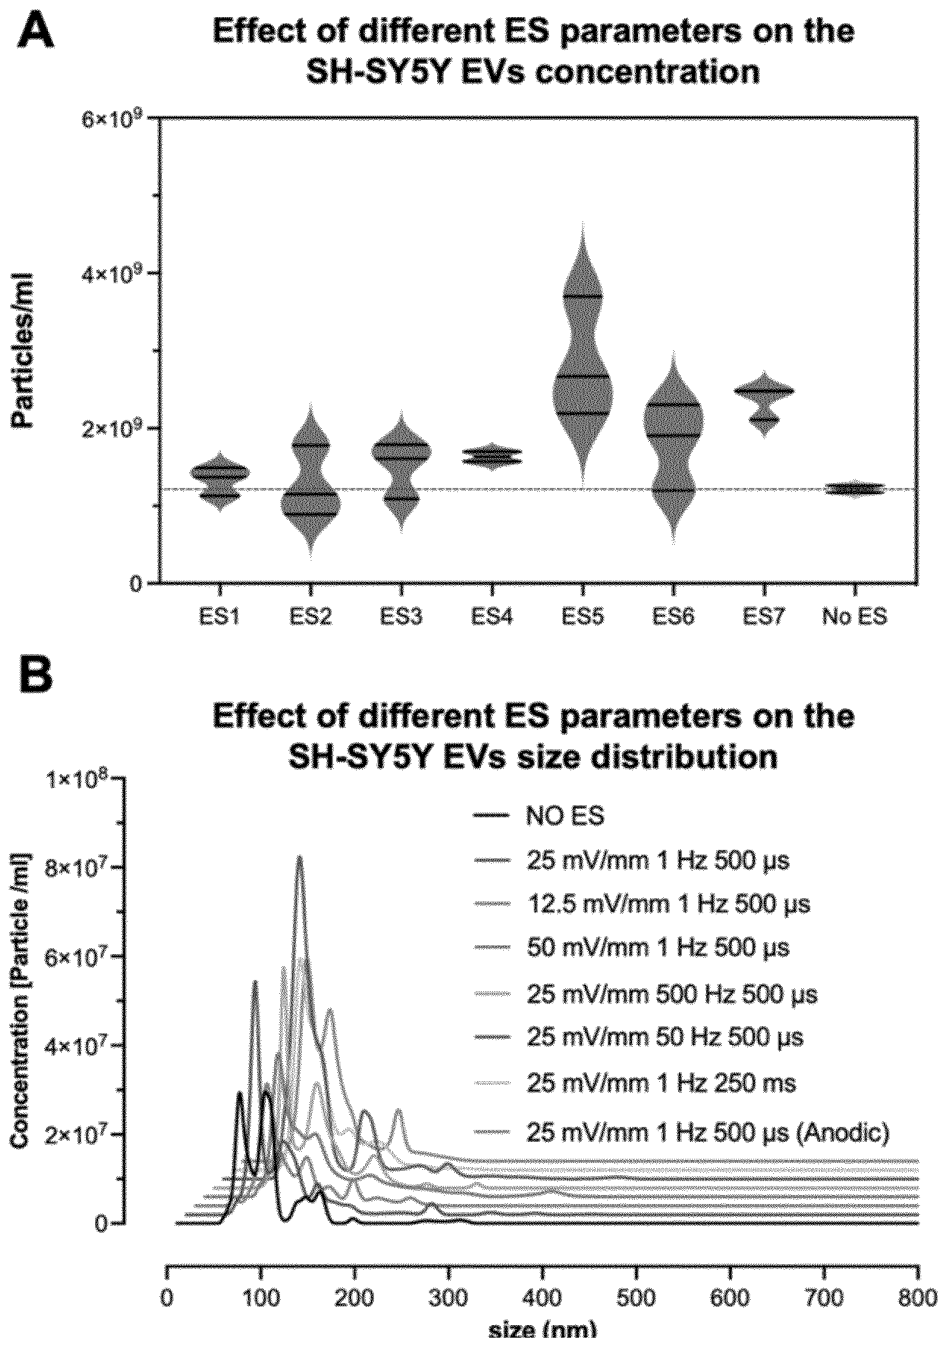 A
Effect of different ES parameters on the
SH-SY5Y EVs concentration
6×10⁹
4×10⁹
2×10⁹
0
Particles/ml
ES1 ES2 ES3 ES4 ES5 ES6 ES7 No ES
B
Effect of different ES parameters on the
SH-SY5Y EVs size distribution
1×10⁸
8×10⁷
6×10⁷
4×10⁷
2×10⁷
0
Concentration [Particle /ml]
NO ES
25 mV/mm 1 Hz 500 µs
12.5 mV/mm 1 Hz 500 µs
50 mV/mm 1 Hz 500 µs
25 mV/mm 500 Hz 500 µs
25 mV/mm 50 Hz 500 µs
25 mV/mm 1 Hz 250 ms
25 mV/mm 1 Hz 500 µs (Anodic)
0 100 200 300 400 500 600 700 800
size (nm)